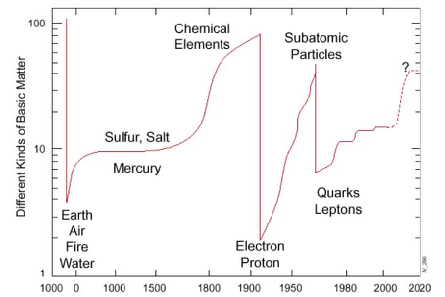 Different Kinds of Basic Matter
100
10
1
Chemical
Elements
Subatomic
Particles
?
Sulfur, Salt
Mercury
Earth
Air
Fire
Water
Quarks
Leptons
Electron
Proton
1000 0 1000 1500 1800 1900 1950 1980 2000 2020